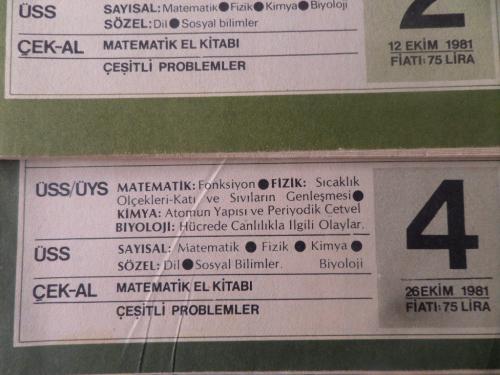 ÜSS
SAYISAL: Matematik●Fizik●Kimya●Biyoloji
SÖZEL: Dil●Sosyal bilimler
2
ÇEK-AL
MATEMATİK EL KİTABI
12 EKİM 1981
FİATI: 75 LİRA
ÇEŞİTLİ PROBLEMLER
ÜSS/ÜYS
MATEMATİK: Fonksiyon●FİZİK: Sıcaklık
Ölçekleri-Katı ve Sıvıların Genleşmesi●
KİMYA: Atomun Yapısı ve Periyodik Cetvel
BİYOLOJİ: Hücrede Canlılıkla İlgili Olaylar.
4
ÜSS
SAYISAL: Matematik ● Fizik ● Kimya ●
SÖZEL: Dil●Sosyal Bilimler. Biyoloji
ÇEK-AL
MATEMATİK EL KİTABI
26 EKİM 1981
FİATI: 75 LİRA
ÇEŞİTLİ PROBLEMLER